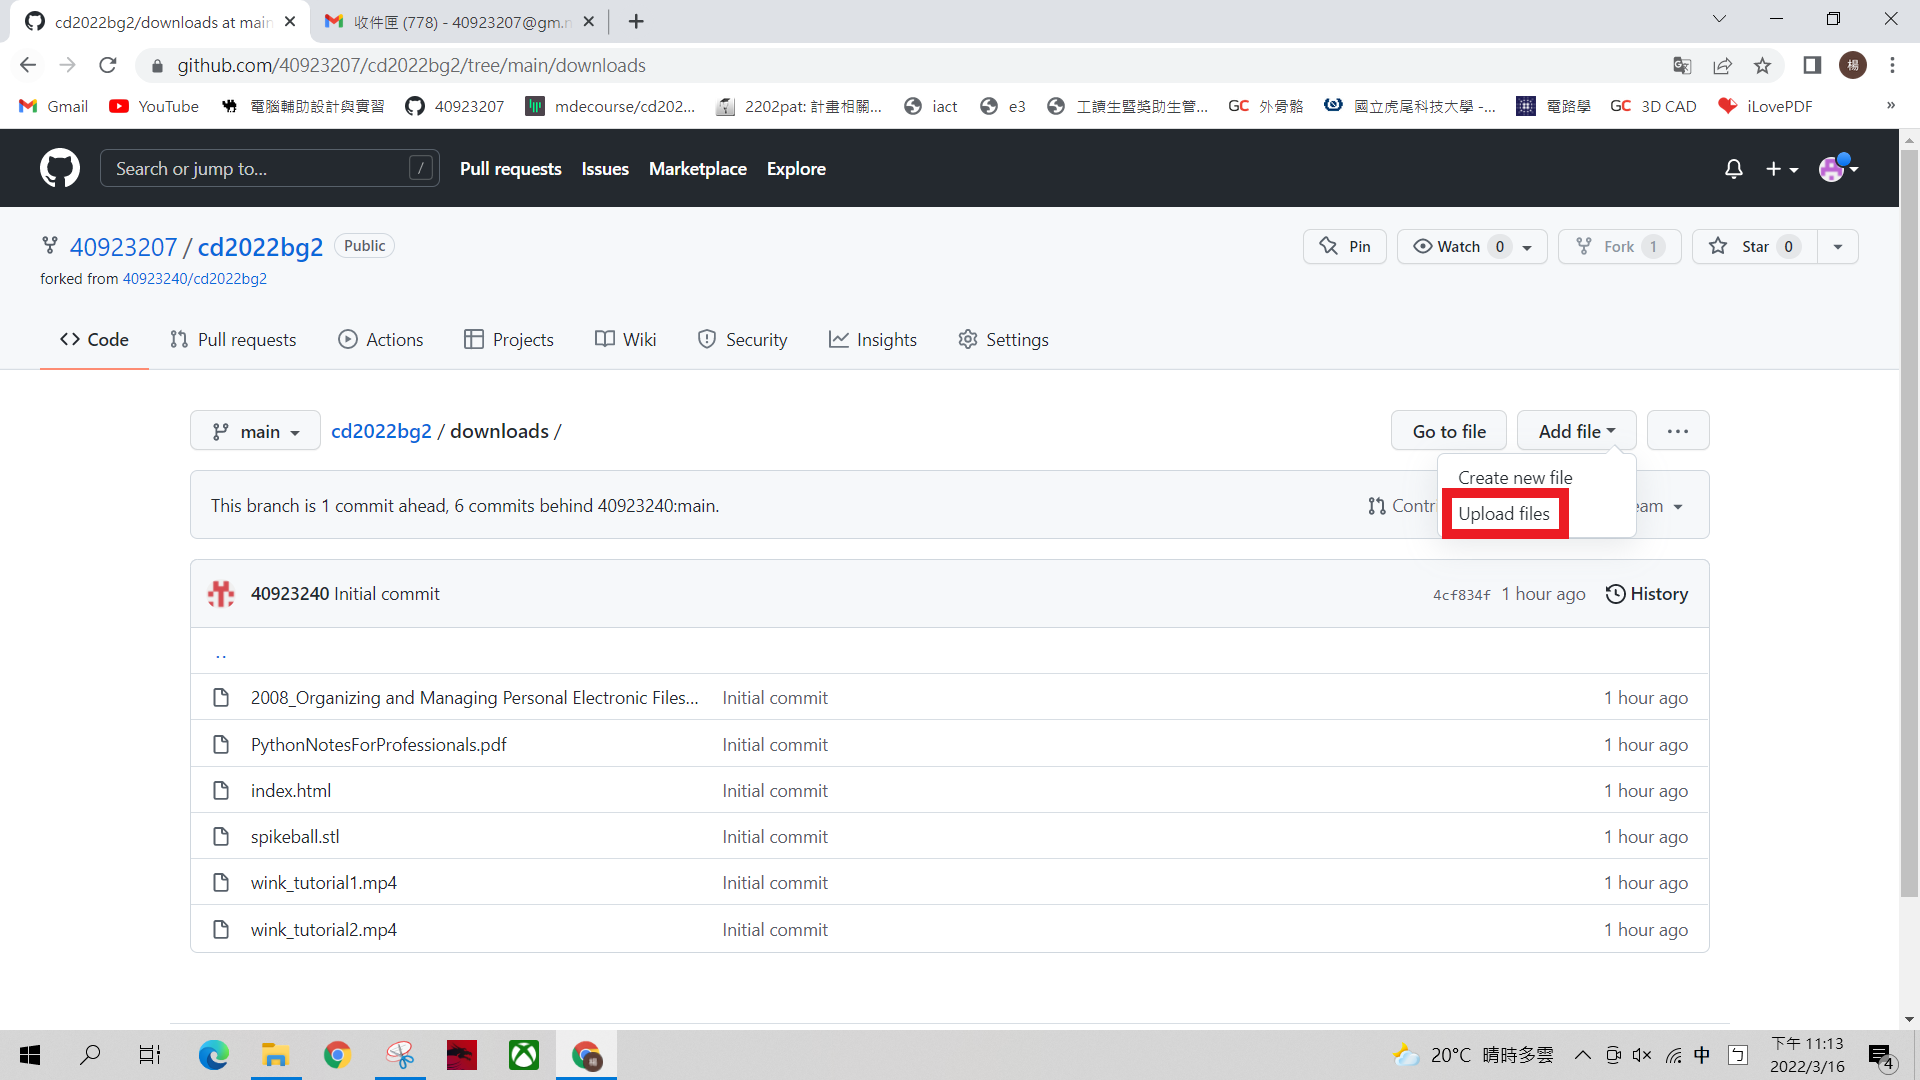 cd2022bg2/downloads at main
收件匣 (778) - 40923207@gm.n
github.com/40923207/cd2022bg2/tree/main/downloads
楊
Gmail
YouTube
電腦輔助設計與實習
40923207
mdecourse/cd202...
2202pat: 計畫相關...
iact
e3
工讀生暨獎助生管...
GC 外骨骼
國立虎尾科技大學 -...
電路學
GC 3D CAD
iLovePDF
»
Search or jump to... /
Pull requests Issues Marketplace Explore
40923207 / cd2022bg2 Public
Pin Watch 0 Fork 1 Star 0
forked from 40923240/cd2022bg2
Code Pull requests Actions Projects Wiki Security Insights Settings
main cd2022bg2 / downloads /
Go to file Add file ...
Create new file
Upload files
This branch is 1 commit ahead, 6 commits behind 40923240:main.
Contri
eam
40923240 Initial commit 4cf834f 1 hour ago History
..
2008_Organizing and Managing Personal Electronic Files... Initial commit 1 hour ago
PythonNotesForProfessionals.pdf Initial commit 1 hour ago
index.html Initial commit 1 hour ago
spikeball.stl Initial commit 1 hour ago
wink_tutorial1.mp4 Initial commit 1 hour ago
wink_tutorial2.mp4 Initial commit 1 hour ago
20°C 晴時多雲
中
下午 11:13
2022/3/16
4